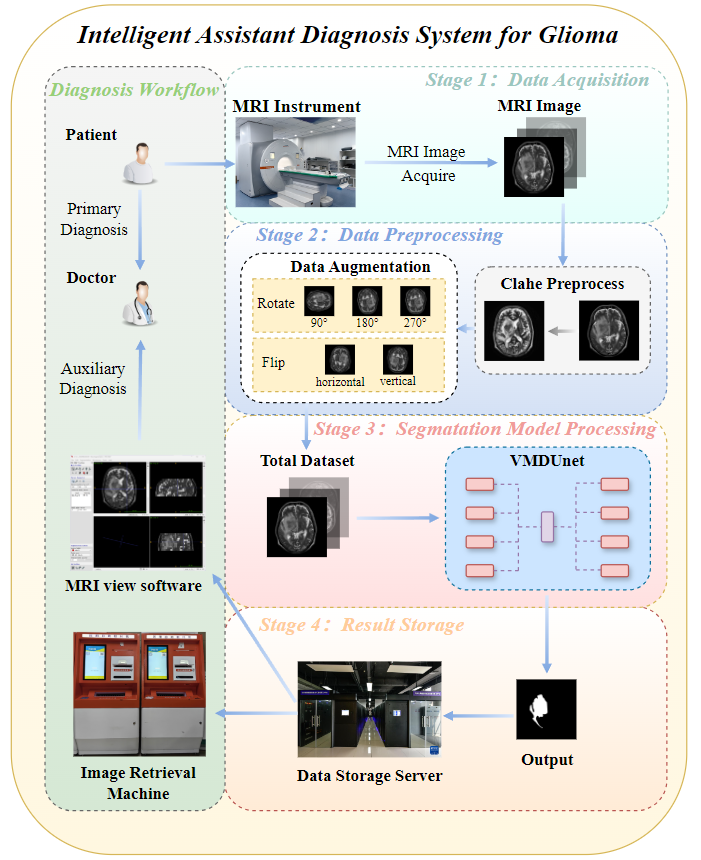 Intelligent Assistant Diagnosis System for Glioma
Diagnosis Workflow
Patient
Primary
Diagnosis
Doctor
Auxiliary
Diagnosis
MRI view software
Image Retrieval
Machine
Stage 1：Data Acquisition
MRI Instrument
MRI Image
Acquire
MRI Image
Stage 2：Data Preprocessing
Data Augmentation
Rotate
90°
180°
270°
Flip
horizontal
vertical
Clahe Preprocess
Stage 3：Segmatation Model Processing
Total Dataset
VMDUnet
Stage 4：Result Storage
Data Storage Server
Output